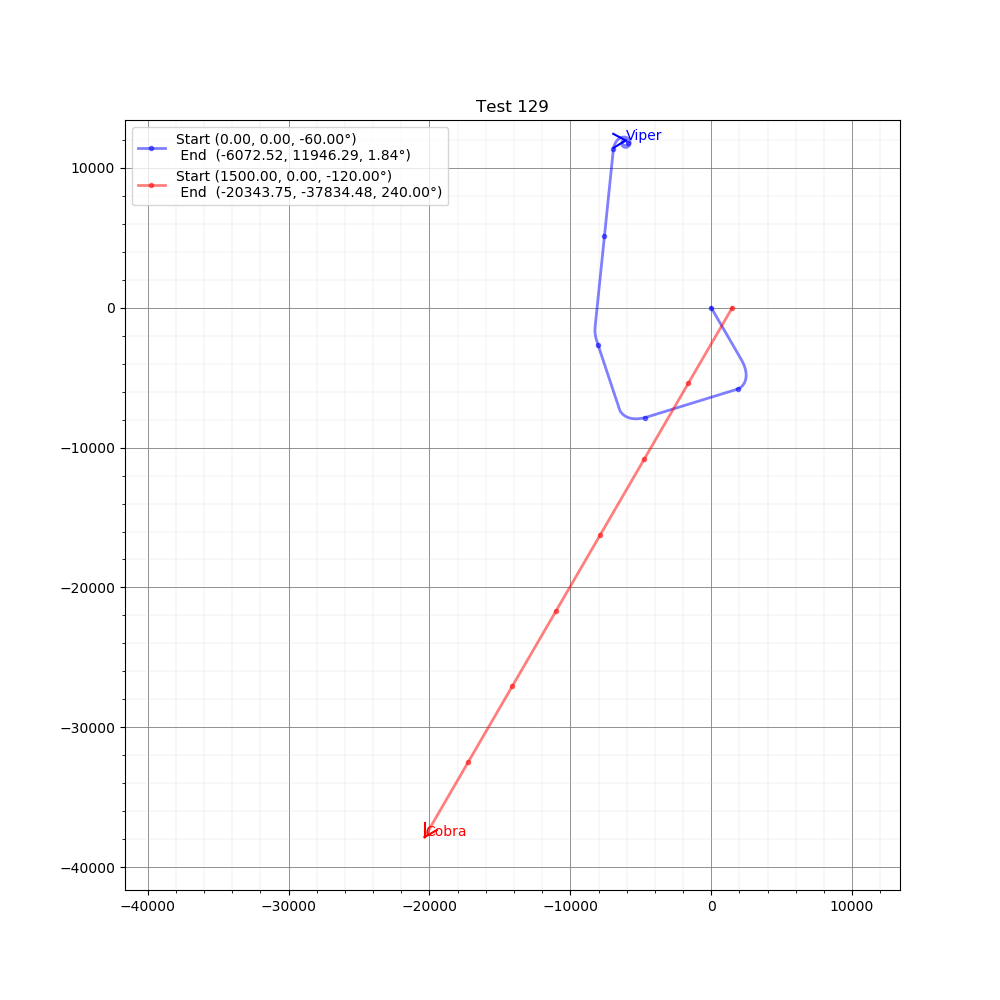 Test 129
Start (0.00, 0.00, -60.00°)
End  (-6072.52, 11946.29, 1.84°)
Start (1500.00, 0.00, -120.00°)
End  (-20343.75, -37834.48, 240.00°)
Viper
Cobra
10000
0
−10000
−20000
−30000
−40000
−40000
−30000
−20000
−10000
0
10000